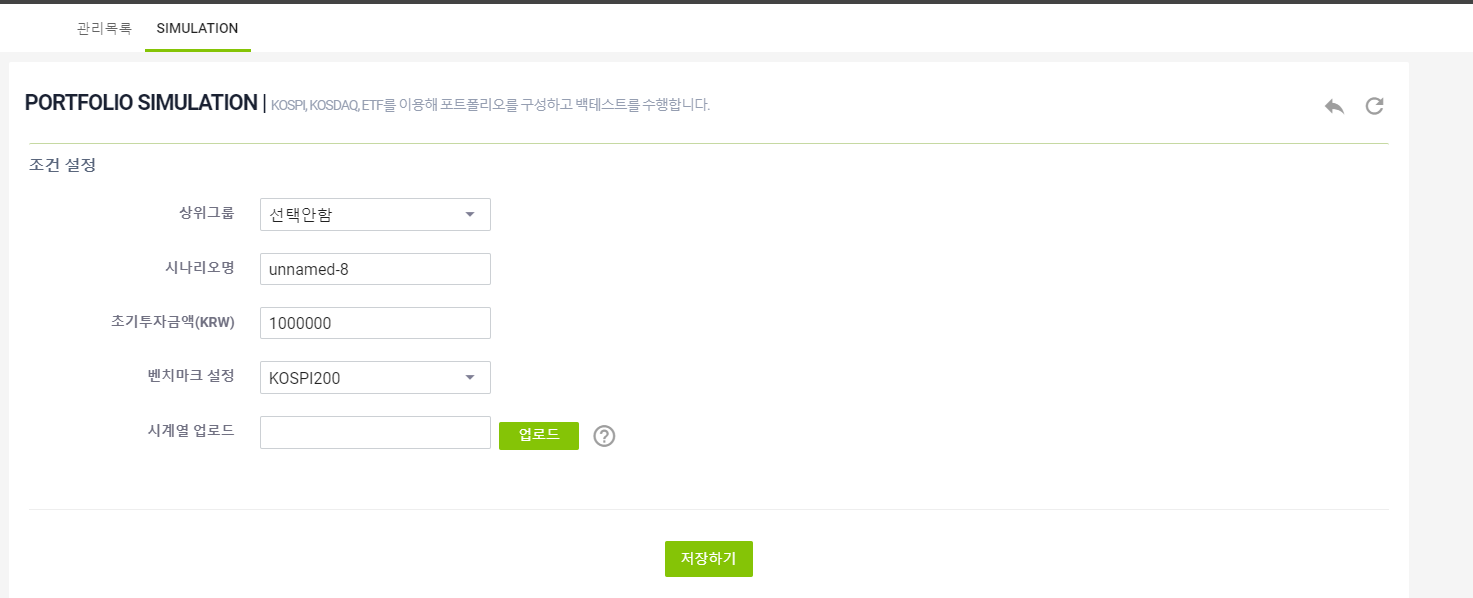 관리목록 SIMULATION
PORTFOLIO SIMULATION | KOSPI, KOSDAQ, ETF를 이용해 포트폴리오를 구성하고 백테스트를 수행합니다.
조건 설정
상위그룹 선택안함
시나리오명 unnamed-8
초기투자금액(KRW) 1000000
벤치마크 설정 KOSPI200
시계열 업로드 업로드 ?
저장하기